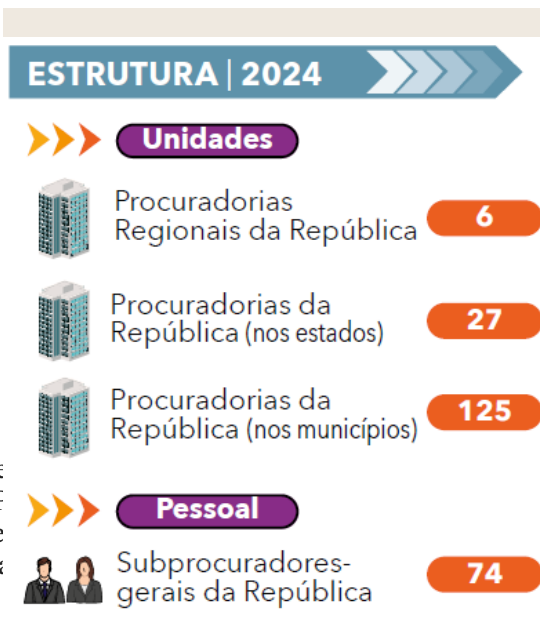 ESTRUTURA | 2024
Unidades
Procuradorias
Regionais da República
6
Procuradorias da
República (nos estados)
27
Procuradorias da
República (nos municípios)
125
Pessoal
Subprocuradores-
gerais da República
74